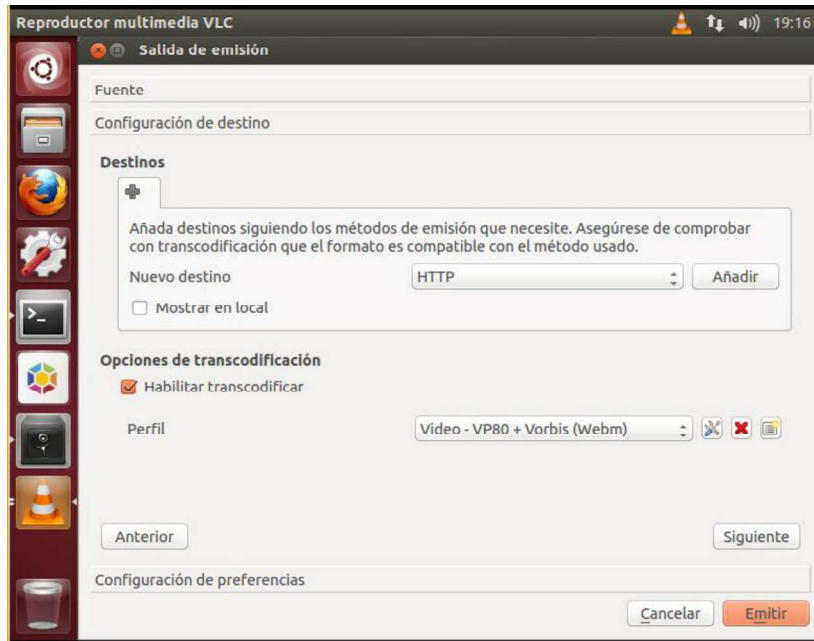 Reproductor multimedia VLC
19:16
Salida de emisión
Fuente
Configuración de destino
Destinos
Añada destinos siguiendo los métodos de emisión que necesite. Asegúrese de comprobar
con transcodificación que el formato es compatible con el método usado.
Nuevo destino HTTP Añadir
Mostrar en local
Opciones de transcodificación
Habilitar transcodificar
Perfil Video - VP80 + Vorbis (Webm)
Anterior Siguiente
Configuración de preferencias
Cancelar Emitir